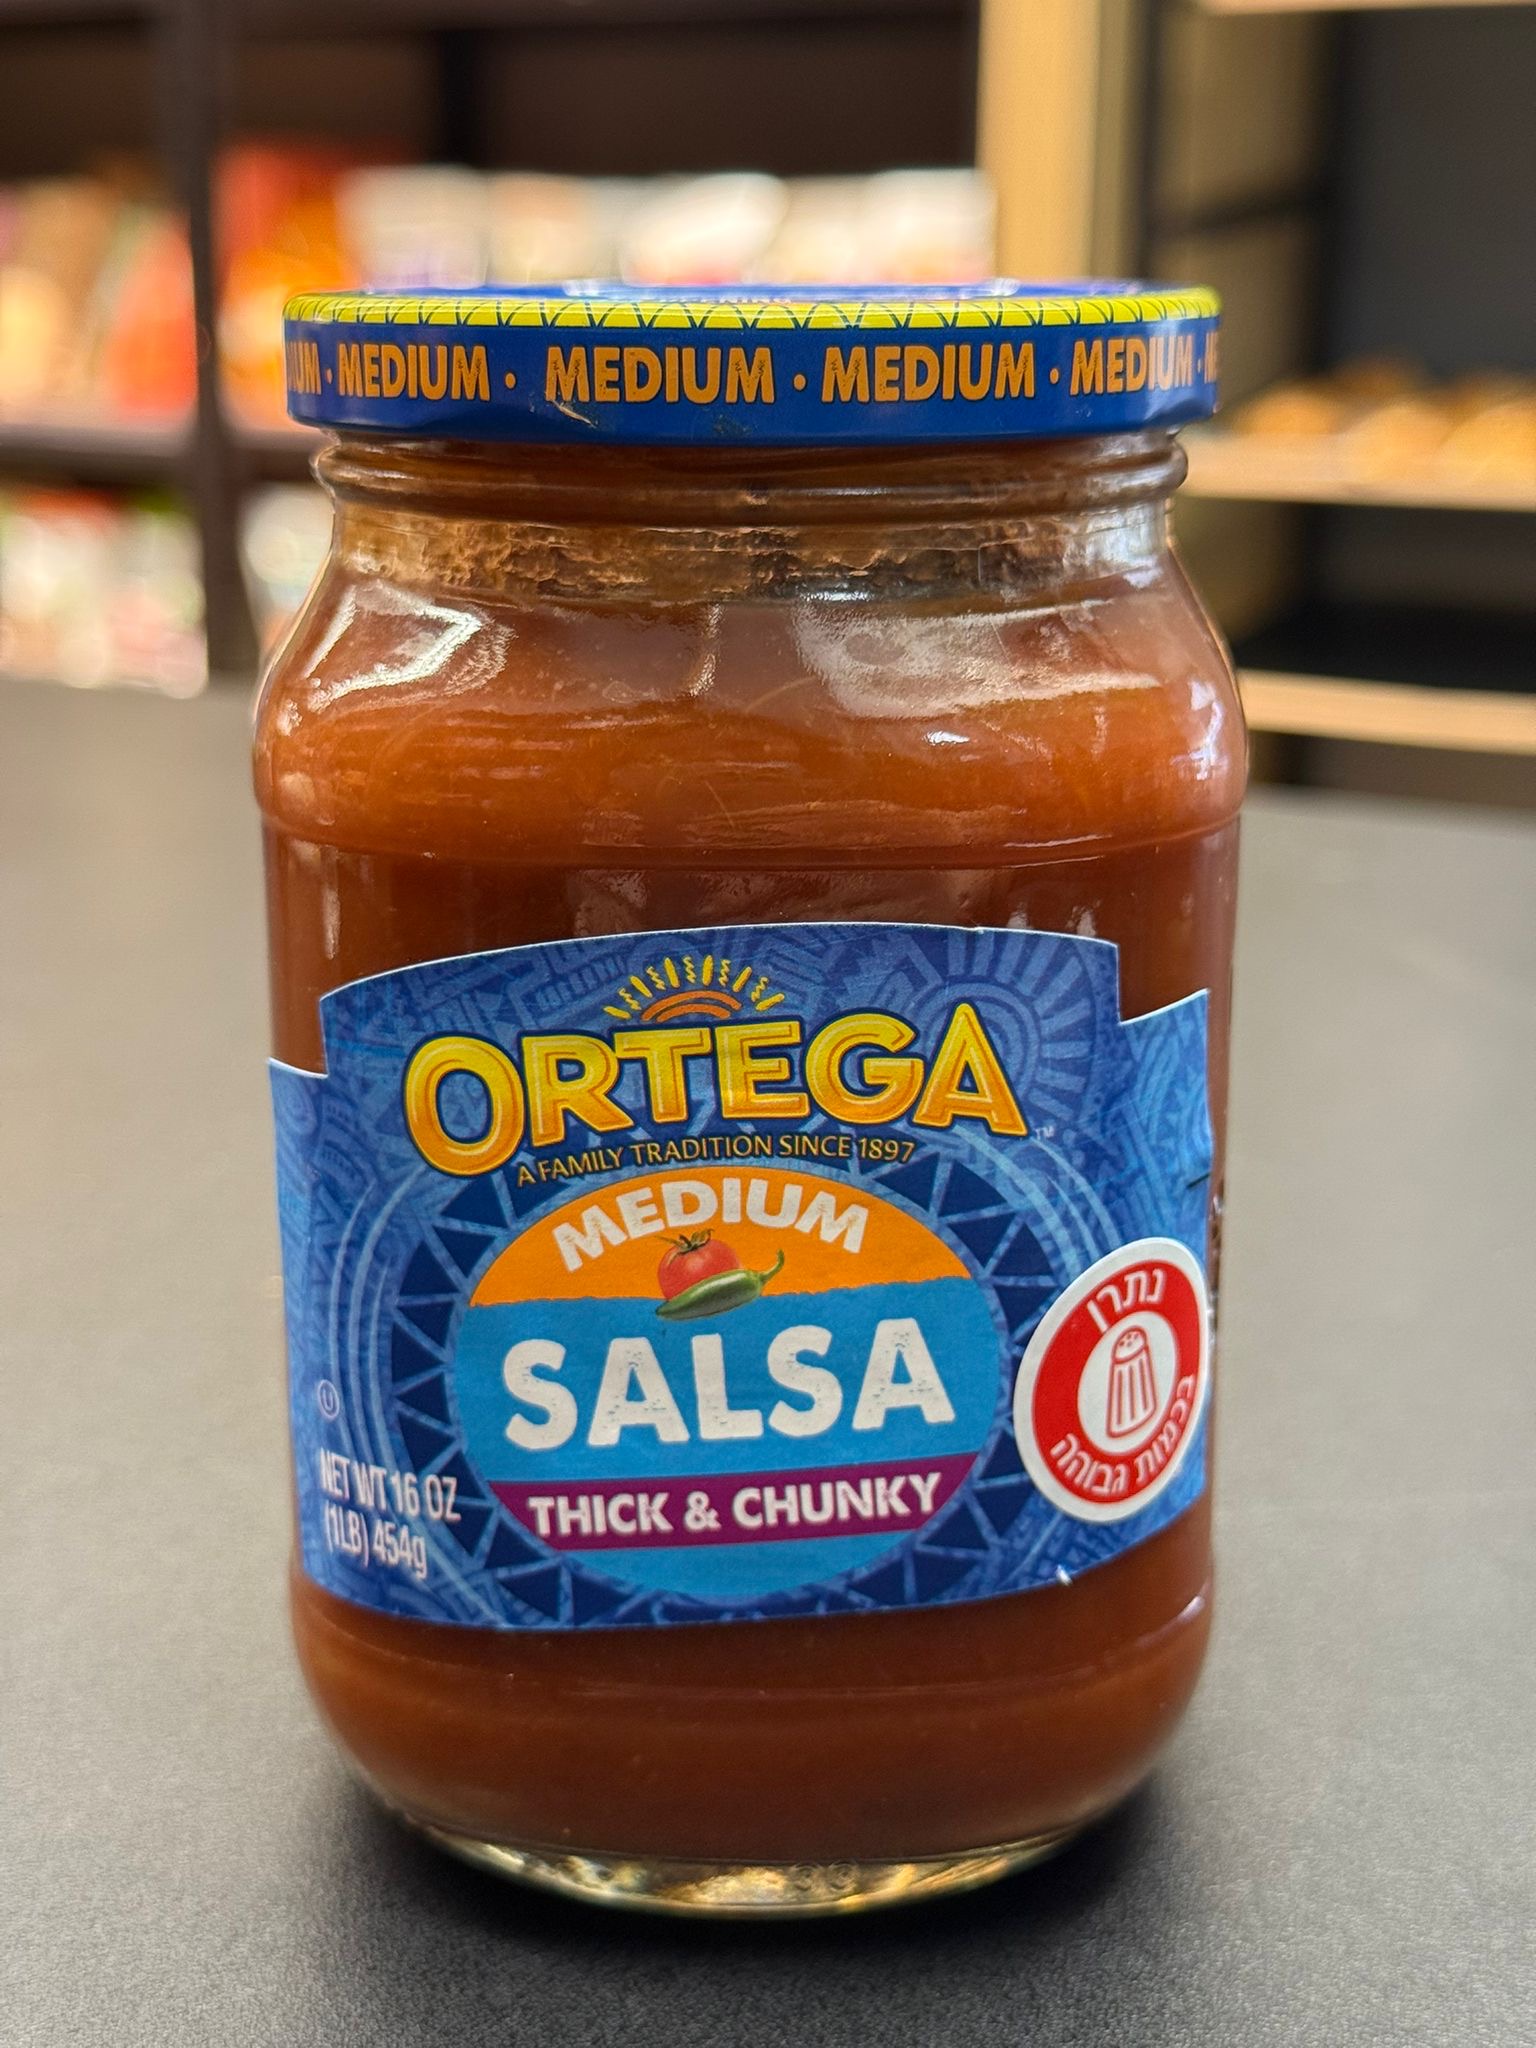 MEDIUM · MEDIUM · MEDIUM · MEDIUM
ORTEGA™
A FAMILY TRADITION SINCE 1897
MEDIUM
SALSA
THICK & CHUNKY
U
NET WT 16 OZ
(1LB) 454g
נתרן
בכמות גבוהה